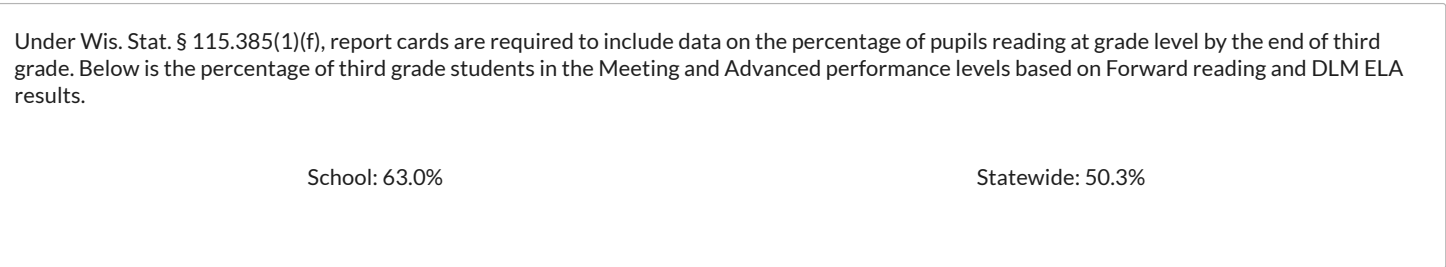 Under Wis. Stat. § 115.385(1)(f), report cards are required to include data on the percentage of pupils reading at grade level by the end of third
grade. Below is the percentage of third grade students in the Meeting and Advanced performance levels based on Forward reading and DLM ELA
results.
School: 63.0%
Statewide: 50.3%